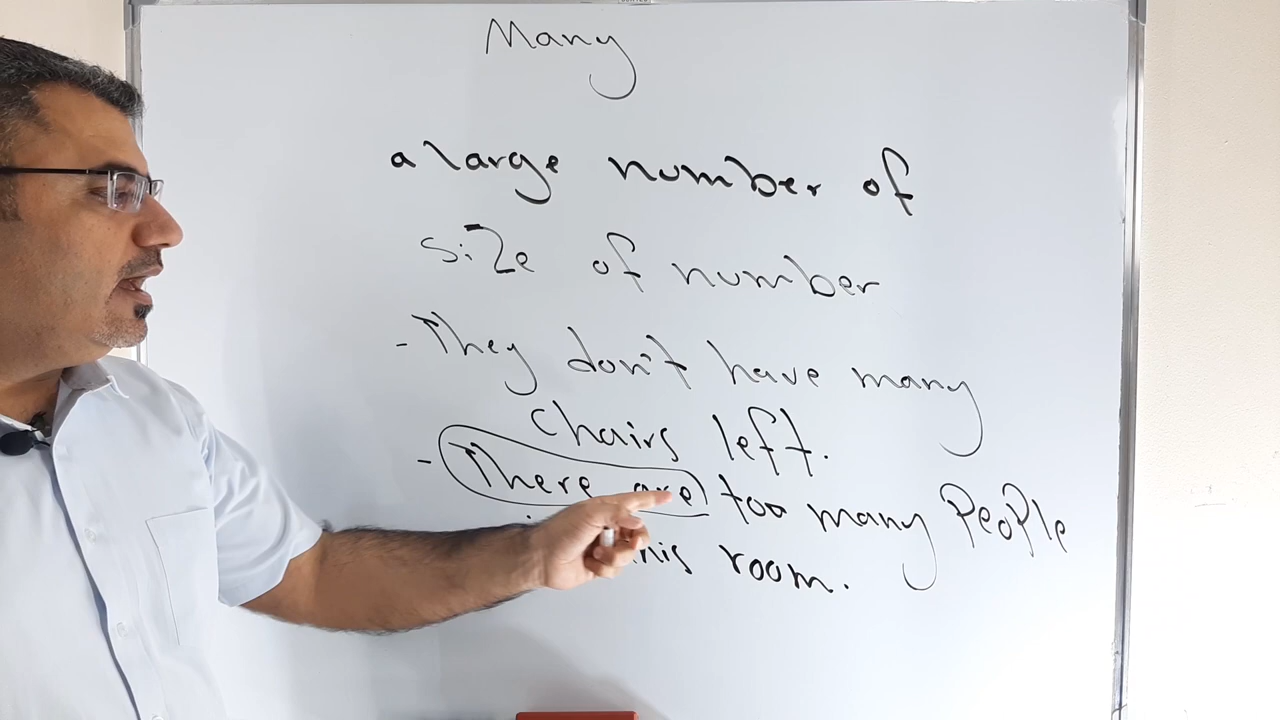 Many
a large number of
size of number
- They don't have many
chairs left.
- There are too many People
room.